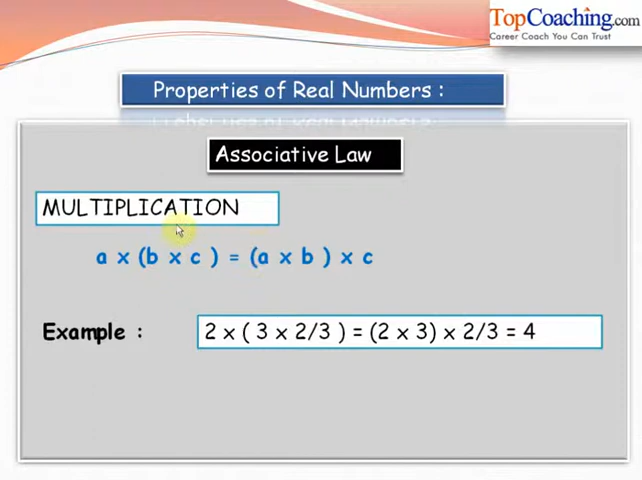 TopCoaching.com
Career Coach You Can Trust
Properties of Real Numbers :
Associative Law
MULTIPLICATION
a x (b x c ) = (a x b ) x c
Example : 2 x ( 3 x 2/3 ) = (2 x 3) x 2/3 = 4